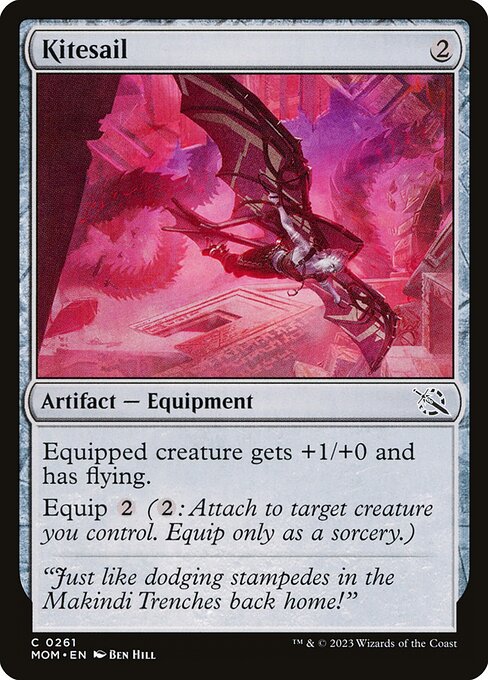 Kitesail 2
Artifact — Equipment
Equipped creature gets +1/+0 and
has flying.
Equip 2 (2: Attach to target creature
you control. Equip only as a sorcery.)
“Just like dodging stampedes in the
Makindi Trenches back home!”
C 0261
MOM • EN Ben Hill
™ & © 2023 Wizards of the Coast